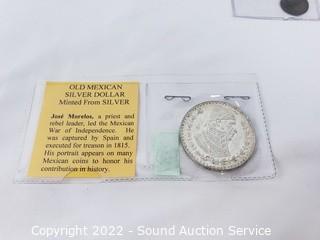 OLD MEXICAN
SILVER DOLLAR
Minted From SILVER
José Morelos, a priest and
rebel leader, led the Mexican
War of Independence. He
was captured by Spain and
executed for treason in 1815.
His portrait appears on many
Mexican coins to honor his
contribution in history.
Copyright 2022 - Sound Auction Service